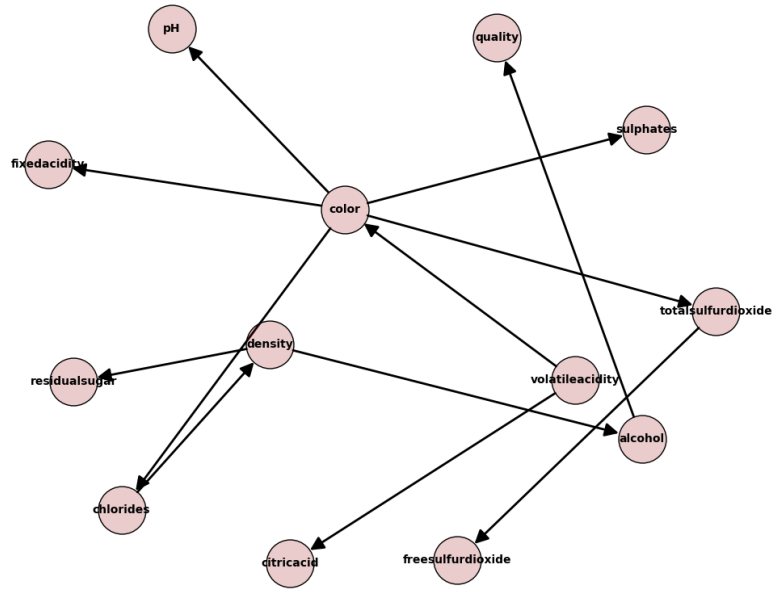 pH
quality
sulphates
fixedacidity
color
totalsulfurdioxide
density
residualsugar
volatileacidity
alcohol
chlorides
citricacid
freesulfurdioxide